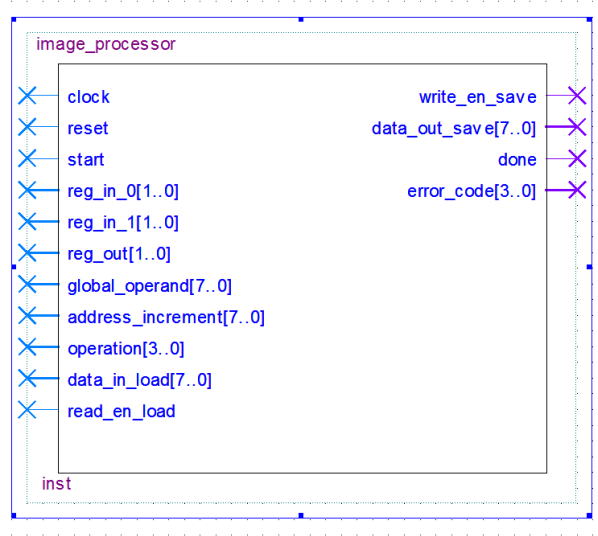 image_processor
clock
write_en_save
reset
data_out_save[7..0]
start
done
reg_in_0[1..0]
error_code[3..0]
reg_in_1[1..0]
reg_out[1..0]
global_operand[7..0]
address_increment[7..0]
operation[3..0]
data_in_load[7..0]
read_en_load
inst